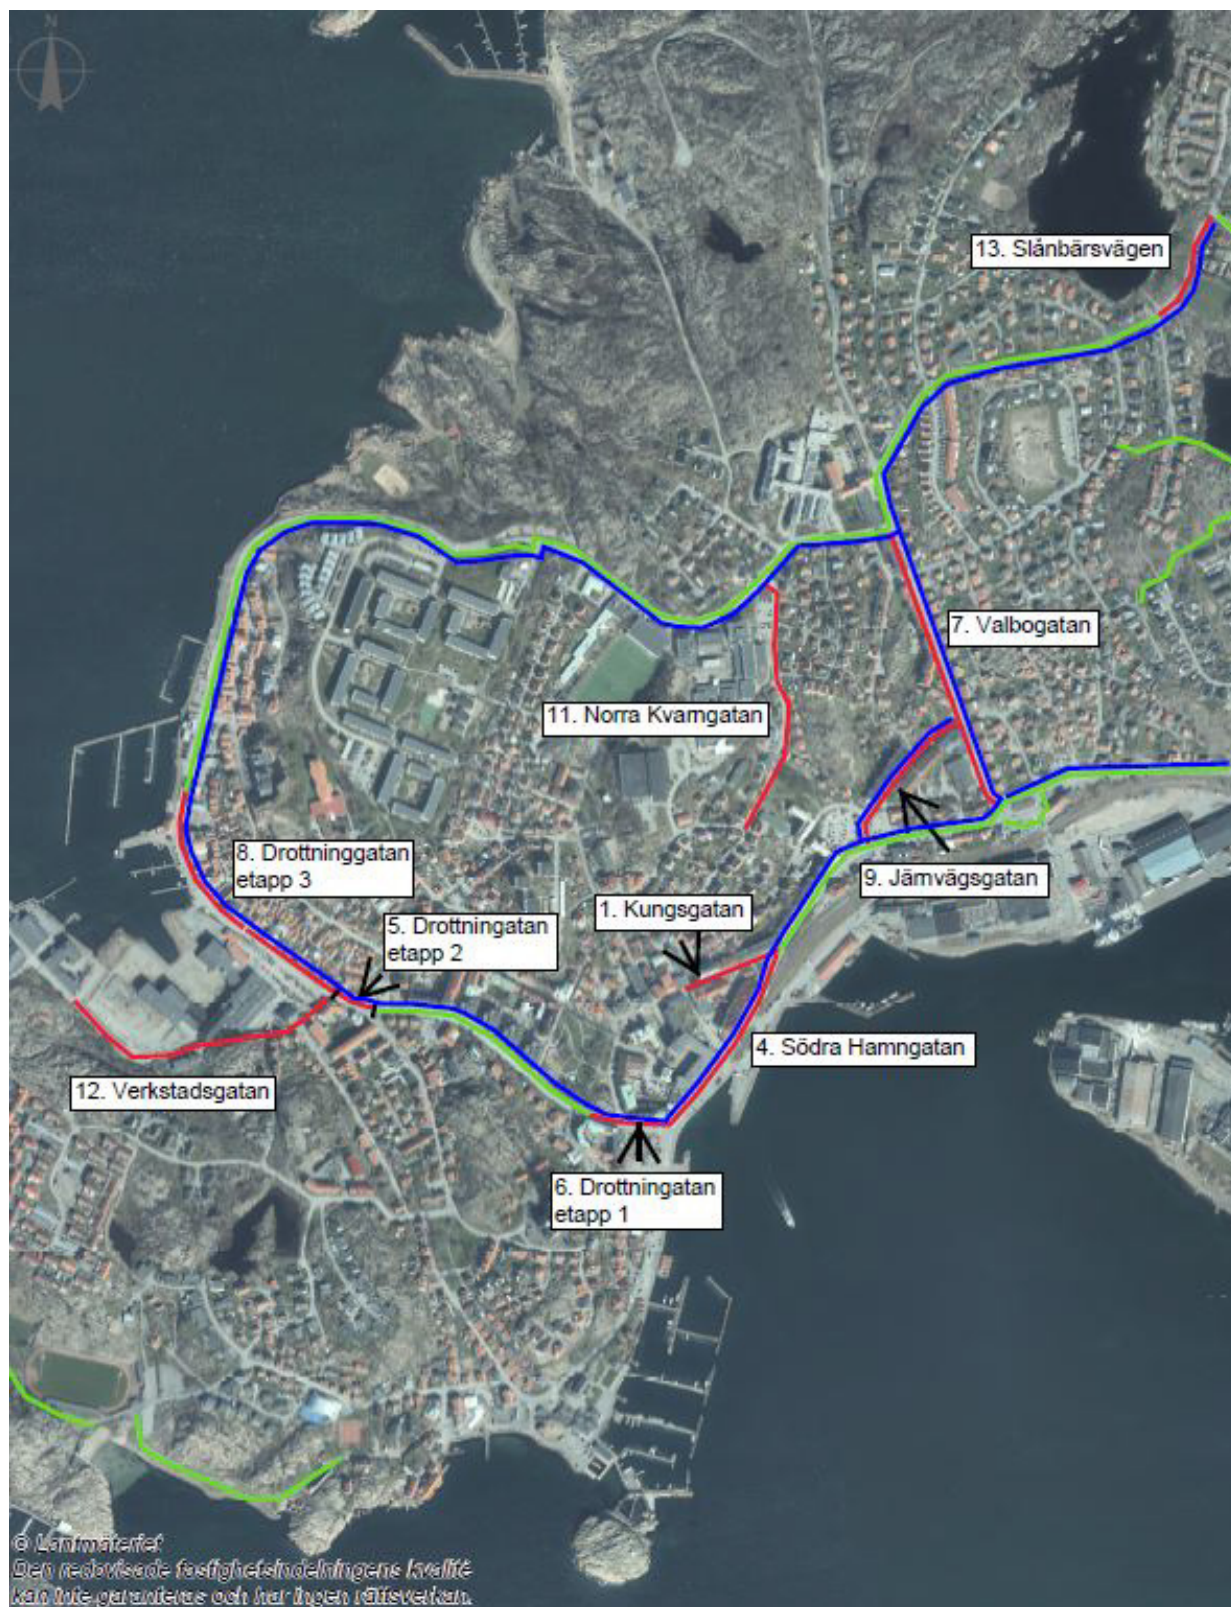 N
13. Slånbärsvägen
7. Valbogatan
11. Norra Kvarngatan
8. Drottninggatan
etapp 3
9. Järnvägsgatan
1. Kungsgatan
5. Drottningatan
etapp 2
4. Södra Hamngatan
12. Verkstadsgatan
6. Drottningatan
etapp 1
© Lantmäteriet
Den redovisade fastighetsindelningens kvalité
kan inte garanteras och har ingen rättsverkan.